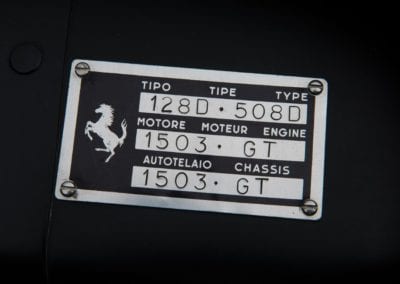 TIPO TIPE TYPE
128D · 508D
MOTORE MOTEUR ENGINE
1503 · GT
AUTOTELAIO CHASSIS
1503 · GT